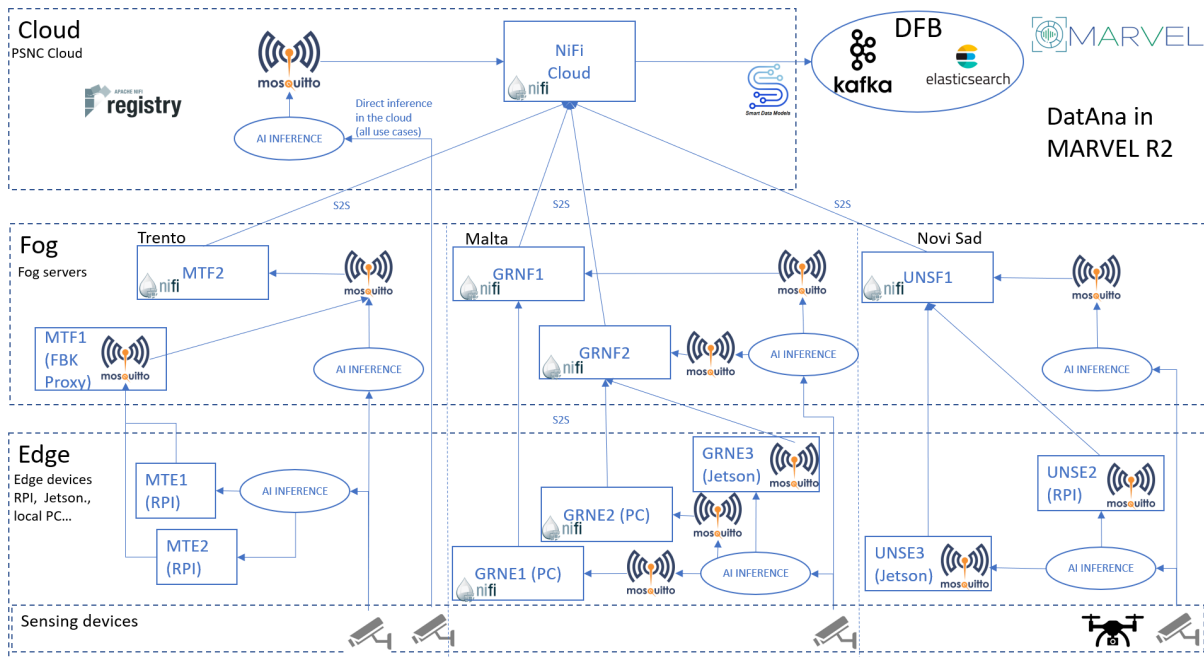 Cloud
PSNC Cloud
APACHE NIFI
registry
mosquitto
AI INFERENCE
Direct inference
in the cloud
(all use cases)
NiFi
Cloud
nifi
Smart Data Models
DFB
kafka
elasticsearch
MARVEL
DatAna in
MARVEL R2
S2S
S2S
S2S
Fog
Fog servers
Trento
MTF2
nifi
mosquitto
MTF1
(FBK
Proxy)
mosquitto
AI INFERENCE
Malta
GRNF1
nifi
mosquitto
GRNF2
nifi
mosquitto
AI INFERENCE
Novi Sad
UNSF1
nifi
mosquitto
AI INFERENCE
S2S
Edge
Edge devices
RPI, Jetson.,
local PC...
MTE1
(RPI)
AI INFERENCE
MTE2
(RPI)
GRNE3
(Jetson)
mosquitto
GRNE2 (PC)
nifi
mosquitto
GRNE1 (PC)
nifi
mosquitto
AI INFERENCE
UNSE2
(RPI)
mosquitto
UNSE3
(Jetson)
mosquitto
AI INFERENCE
Sensing devices